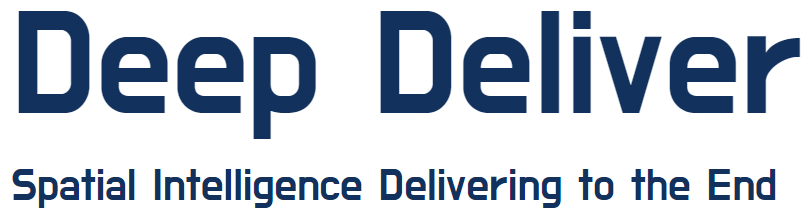 Deep Deliver
Spatial Intelligence Delivering to the End